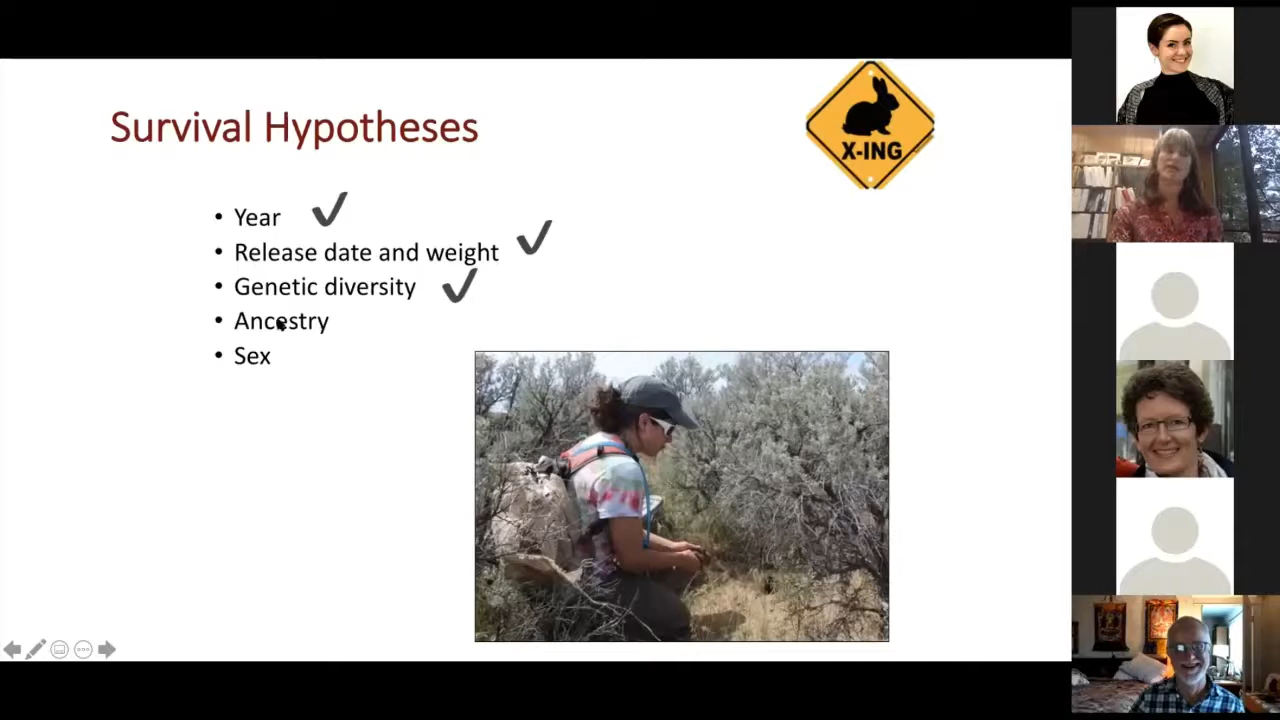 Survival Hypotheses
X-ING
• Year
• Release date and weight
• Genetic diversity
• Ancestry
• Sex